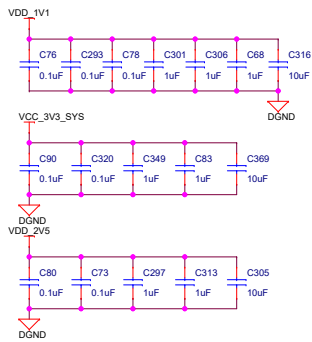 VDD_1V1
C76 C293 C78 C301 C306 C68 C316
0.1uF 0.1uF 0.1uF 1uF 1uF 1uF 10uF
DGND
VCC_3V3_SYS
C90 C320 C349 C83 C369
0.1uF 0.1uF 1uF 1uF 10uF
DGND
VDD_2V5
C80 C73 C297 C313 C305
0.1uF 0.1uF 1uF 1uF 10uF
DGND